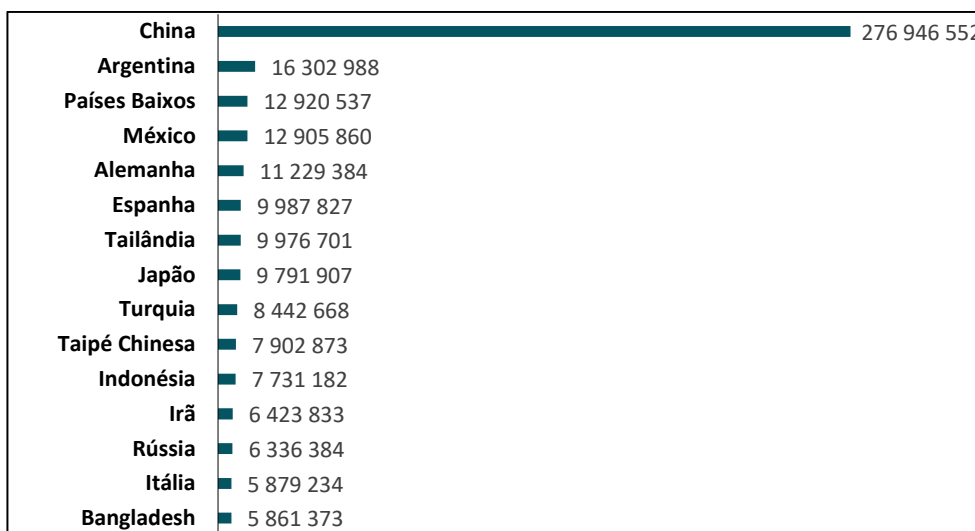 China 276 946 552
Argentina 16 302 988
Países Baixos 12 920 537
México 12 905 860
Alemanha 11 229 384
Espanha 9 987 827
Tailândia 9 976 701
Japão 9 791 907
Turquia 8 442 668
Taipé Chinesa 7 902 873
Indonésia 7 731 182
Irã 6 423 833
Rússia 6 336 384
Itália 5 879 234
Bangladesh 5 861 373